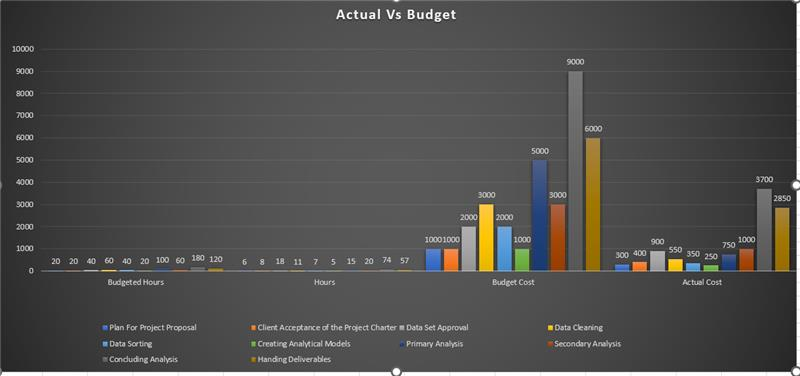 Actual Vs Budget
10000
9000
8000
7000
6000
5000
4000
3000
2000
1000
0
20 20 40 60 40 20 100 60 180 120
6 8 18 11 7 5 15 20 74 57
1000 1000 2000 3000 2000 1000 5000 3000 9000 6000
300 400 900 550 350 250 750 1000 3700 2850
Budgeted Hours Hours Budget Cost Actual Cost
Plan For Project Proposal Client Acceptance of the Project Charter Data Set Approval Data Cleaning
Data Sorting Creating Analytical Models Primary Analysis Secondary Analysis
Concluding Analysis Handing Deliverables